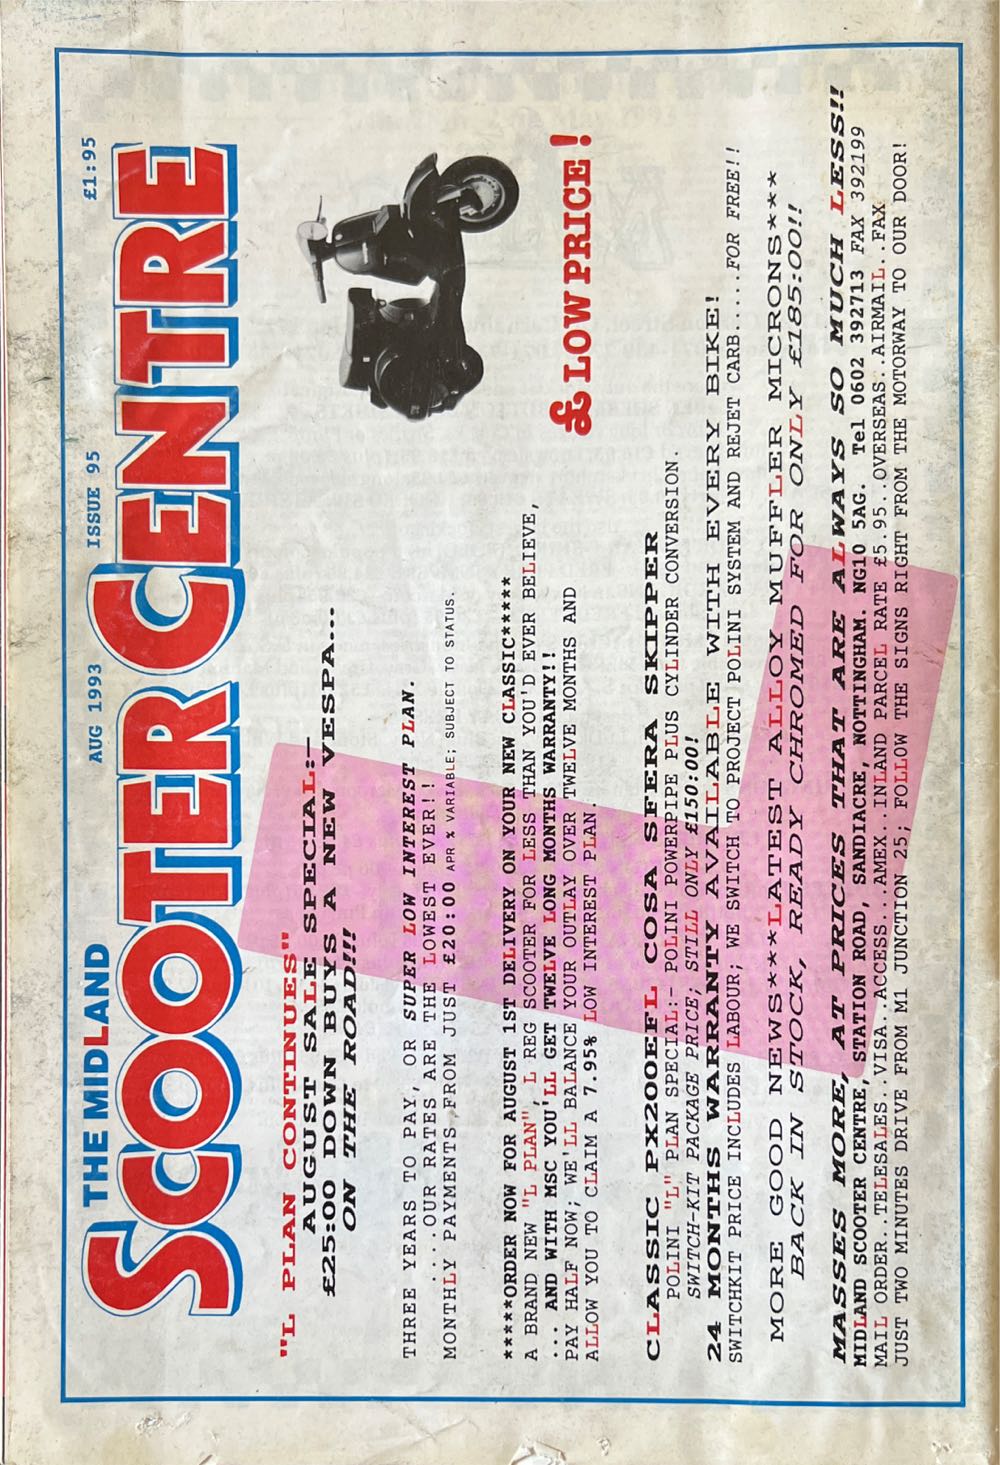 THE MIDLAND AUG 1993 ISSUE 95 £1:95
SCOOTER CENTRE
"L PLAN CONTINUES"
AUGUST SALE SPECIAL:-
£25:00 DOWN BUYS A NEW VESPA...
ON THE ROAD!!!
THREE YEARS TO PAY, OR SUPER LOW INTEREST PLAN.
....OUR RATES ARE THE LOWEST EVER!!
MONTHLY PAYMENTS FROM JUST £20:00 APR % VARIABLE; SUBJECT TO STATUS.
*****ORDER NOW FOR AUGUST 1ST DELIVERY ON YOUR NEW CLASSIC*****
A BRAND NEW "L PLAN", L REG SCOOTER FOR LESS THAN YOU'D EVER BELIEVE,
... AND WITH MSC YOU'LL GET TWELVE LONG MONTHS WARRANTY!!
PAY HALF NOW; WE'LL BALANCE YOUR OUTLAY OVER TWELVE MONTHS AND
ALLOW YOU TO CLAIM A 7.95% LOW INTEREST PLAN.
£ LOW PRICE!
CLASSIC PX200EFL COSA SFERA SKIPPER
POLINI "L" PLAN SPECIAL:- POLINI POWERPIPE PLUS CYLINDER CONVERSION.
SWITCH-KIT PACKAGE PRICE; STILL ONLY £150:00!
24 MONTHS WARRANTY AVAILABLE WITH EVERY BIKE!
SWITCHKIT PRICE INCLUDES LABOUR; WE SWITCH TO PROJECT POLINI SYSTEM AND REJET CARB.....FOR FREE!!
MORE GOOD NEWS***LATEST ALLOY MUFFLER MICRONS***
BACK IN STOCK, READY CHROMED FOR ONLY £185:00!!
MASSES MORE, AT PRICES THAT ARE ALWAYS SO MUCH LESS!!
MIDLAND SCOOTER CENTRE, STATION ROAD, SANDIACRE, NOTTINGHAM. NG10 5AG. Tel 0602 392713 FAX 392199
MAIL ORDER..TELESALES..VISA..ACCESS...AMEX...INLAND PARCEL RATE £5.95..OVERSEAS..AIRMAIL..FAX
JUST TWO MINUTES DRIVE FROM M1 JUNCTION 25; FOLLOW THE SIGNS RIGHT FROM THE MOTORWAY TO OUR DOOR!